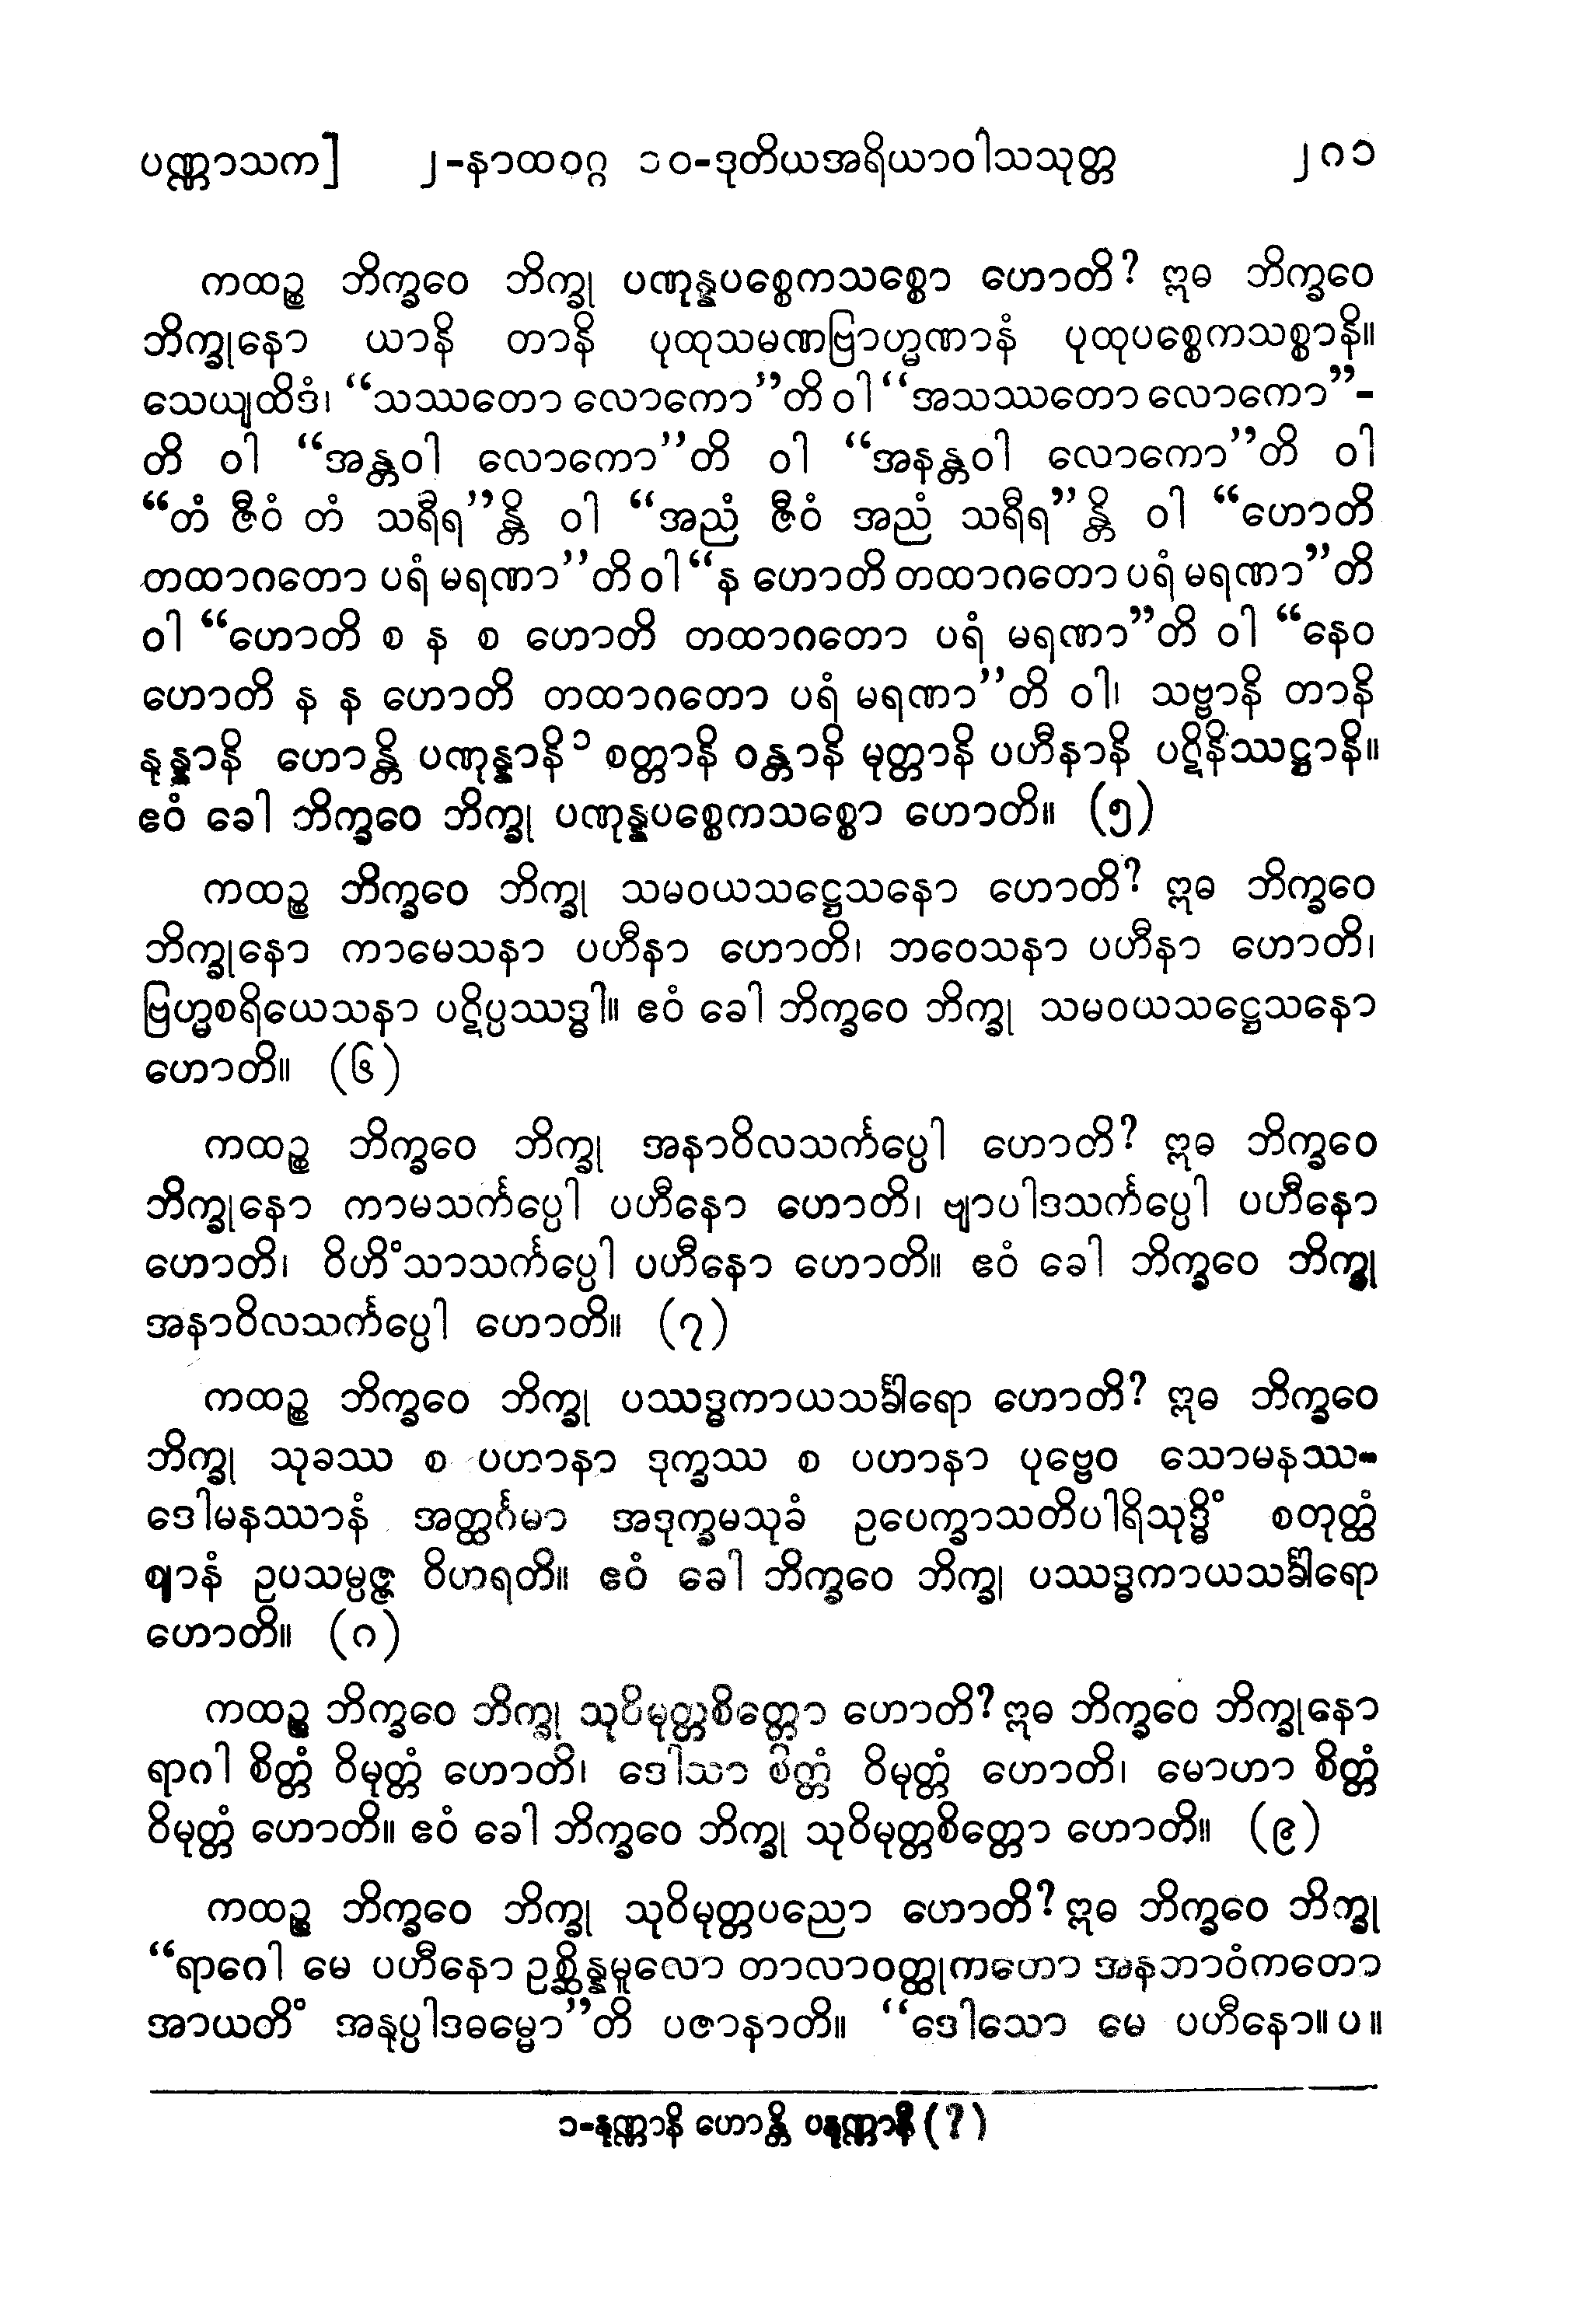 ပဏ္ဏာသက] ၂-နာထဝဂ္ဂ ၁၀-ဒုတိယအရိယာဝါသသုတ္တ ၂၈၁
ကထဉ္စ ဘိက္ခဝေ ဘိက္ခု ပဏုန္နပစ္စေကသစ္စော ဟောတိ? ဣဓ ဘိက္ခဝေ
ဘိက္ခုနော ယာနိ တာနိ ပုထုသမဏဗြာဟ္မဏာနံ ပုထုပစ္စေကသစ္စာနိ။
သေယျထိဒံ၊ “သဿတော လောကော”တိ ဝါ “အသဿတော လောကော”-
တိ ဝါ “အန္တဝါ လောကော”တိ ဝါ “အနန္တဝါ လောကော”တိ ဝါ
“တံ ဇီဝံ တံ သရီရ”န္တိ ဝါ “အညံ ဇီဝံ အညံ သရီရ”န္တိ ဝါ “ဟောတိ
တထာဂတော ပရံ မရဏာ”တိ ဝါ “န ဟောတိ တထာဂတော ပရံ မရဏာ”တိ
ဝါ “ဟောတိ စ န စ ဟောတိ တထာဂတော ပရံ မရဏာ”တိ ဝါ “နေဝ
ဟောတိ န န ဟောတိ တထာဂတော ပရံ မရဏာ”တိ ဝါ၊ သဗ္ဗာနိ တာနိ
နုန္နာနိ ဟောန္တိ ပဏုန္နာနိ၁ စတ္တာနိ ဝန္တာနိ မုတ္တာနိ ပဟီနာနိ ပဋိနိဿဋ္ဌာနိ။
ဧဝံ ခေါ ဘိက္ခဝေ ဘိက္ခု ပဏုန္နပစ္စေကသစ္စော ဟောတိ။ (၅)
ကထဉ္စ ဘိက္ခဝေ ဘိက္ခု သမဝယသဋ္ဌေသနော ဟောတိ? ဣဓ ဘိက္ခဝေ
ဘိက္ခုနော ကာမေသနာ ပဟီနာ ဟောတိ၊ ဘဝေသနာ ပဟီနာ ဟောတိ၊
ဗြဟ္မစရိယေသနာ ပဋိပ္ပဿဒ္ဓါ။ ဧဝံ ခေါ ဘိက္ခဝေ ဘိက္ခု သမဝယသဋ္ဌေသနော
ဟောတိ။ (၆)
ကထဉ္စ ဘိက္ခဝေ ဘိက္ခု အနာဝိလသင်္ကပ္ပေါ ဟောတိ? ဣဓ ဘိက္ခဝေ
ဘိက္ခုနော ကာမသင်္ကပ္ပေါ ပဟီနော ဟောတိ၊ ဗျာပါဒသင်္ကပ္ပေါ ပဟီနော
ဟောတိ၊ ဝိဟိံသာသင်္ကပ္ပေါ ပဟီနော ဟောတိ။ ဧဝံ ခေါ ဘိက္ခဝေ ဘိက္ခု
အနာဝိလသင်္ကပ္ပေါ ဟောတိ။ (၇)
ကထဉ္စ ဘိက္ခဝေ ဘိက္ခု ပဿဒ္ဓကာယသင်္ခါရော ဟောတိ? ဣဓ ဘိက္ခဝေ
ဘိက္ခု သုခဿ စ ပဟာနာ ဒုက္ခဿ စ ပဟာနာ ပုဗ္ဗေဝ သောမနဿ-
ဒေါမနဿာနံ အတ္ထင်္ဂမာ အဒုက္ခမသုခံ ဥပေက္ခာသတိပါရိသုဒ္ဓိံ စတုတ္ထံ
ဈာနံ ဥပသမ္ပဇ္ဇ ဝိဟရတိ။ ဧဝံ ခေါ ဘိက္ခဝေ ဘိက္ခု ပဿဒ္ဓကာယသင်္ခါရော
ဟောတိ။ (၈)
ကထဉ္စ ဘိက္ခဝေ ဘိက္ခု သုဝိမုတ္တစိတ္တော ဟောတိ? ဣဓ ဘိက္ခဝေ ဘိက္ခုနော
ရာဂါ စိတ္တံ ဝိမုတ္တံ ဟောတိ၊ ဒေါသာ စိတ္တံ ဝိမုတ္တံ ဟောတိ၊ မောဟာ စိတ္တံ
ဝိမုတ္တံ ဟောတိ။ ဧဝံ ခေါ ဘိက္ခဝေ ဘိက္ခု သုဝိမုတ္တစိတ္တော ဟောတိ။ (၉)
ကထဉ္စ ဘိက္ခဝေ ဘိက္ခု သုဝိမုတ္တပညော ဟောတိ? ဣဓ ဘိက္ခဝေ ဘိက္ခု
“ရာဂေါ မေ ပဟီနော ဥစ္ဆိန္နမူလော တာလာဝတ္ထုကတော အနဘာဝံကတော
အာယတိံ အနုပ္ပါဒဓမ္မော”တိ ပဇာနာတိ။ “ဒေါသော မေ ပဟီနော။ပ။
၁-နုဏ္ဏာနိ ဟောန္တိ ပနုဏ္ဏာနိ (?)